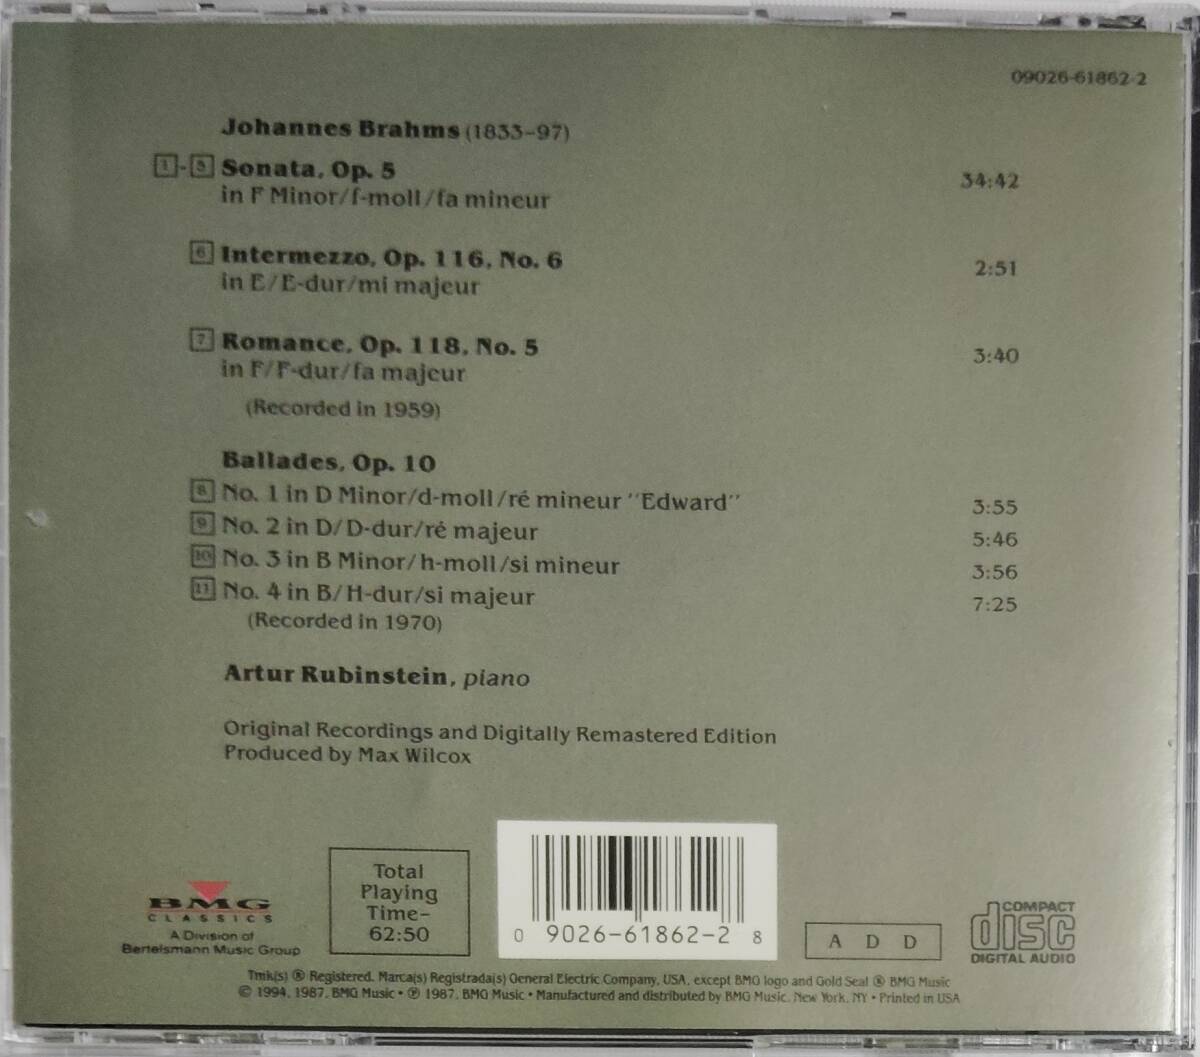 09026-61862-2
Johannes Brahms (1833–97)
1-5 Sonata, Op. 5 34:42
in F Minor/f-moll/fa mineur
6 Intermezzo, Op. 116, No. 6 2:51
in E/E-dur/mi majeur
7 Romance, Op. 118, No. 5 3:40
in F/F-dur/fa majeur
(Recorded in 1959)
Ballades, Op. 10
8 No. 1 in D Minor/d-moll/ré mineur "Edward" 3:55
9 No. 2 in D/D-dur/ré majeur 5:46
10 No. 3 in B Minor/h-moll/si mineur 3:56
11 No. 4 in B/H-dur/si majeur 7:25
(Recorded in 1970)
Artur Rubinstein, piano
Original Recordings and Digitally Remastered Edition
Produced by Max Wilcox
BMG
CLASSICS
A Division of
Bertelsmann Music Group
Total
Playing
Time–
62:50
0 9026-61862-2 8
A D D
COMPACT
disc
DIGITAL AUDIO
Tmk(s) ® Registered. Marca(s) Registrada(s) General Electric Company, USA, except BMG logo and Gold Seal ® BMG Music
© 1994, 1987, BMG Music • ℗ 1987, BMG Music • Manufactured and distributed by BMG Music, New York, NY • Printed in USA